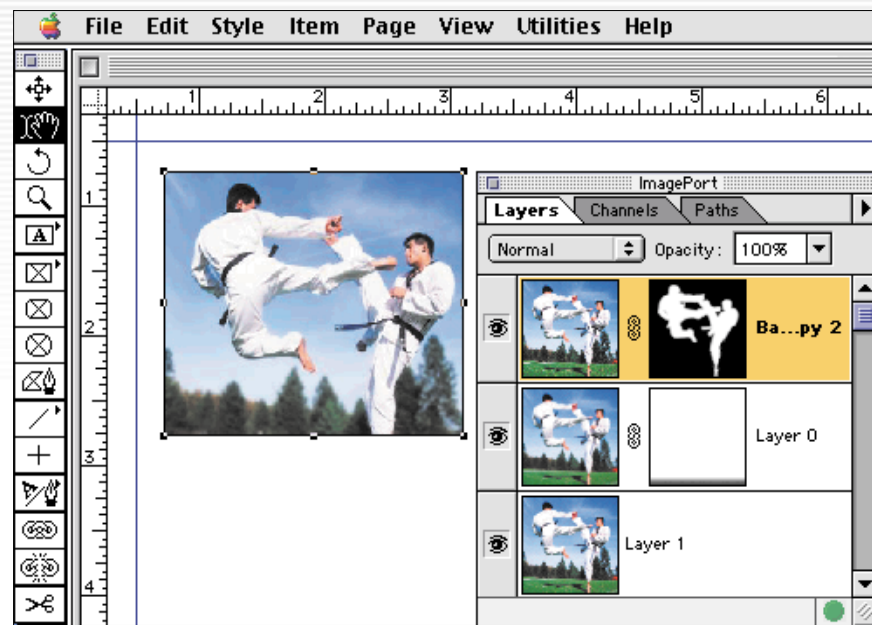 File Edit Style Item Page View Utilities Help
1 2 3 4 5 6
ImagePort
Layers Channels Paths
Normal Opacity: 100%
A
1
Ba...py 2
2
Layer 0
3
Layer 1
4